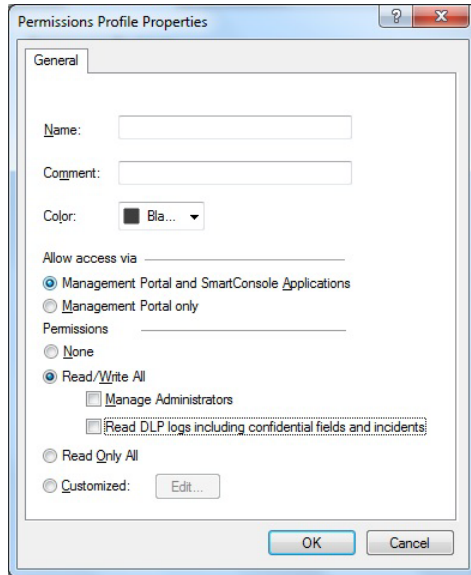 Permissions Profile Properties
General
Name:
Comment:
Color:
Bla...
Allow access via
Management Portal and SmartConsole Applications
Management Portal only
Permissions
None
Read/Write All
Manage Administrators
Read DLP logs including confidential fields and incidents
Read Only All
Customized:
Edit...
OK
Cancel